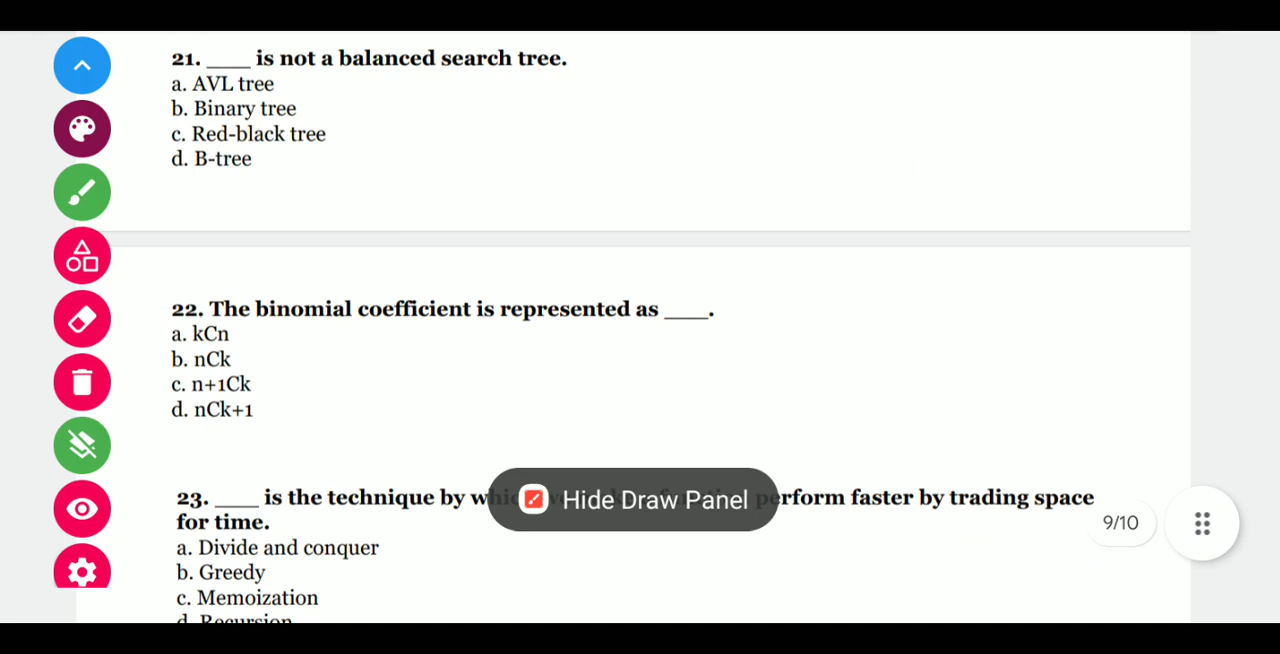 21. ____ is not a balanced search tree.
a. AVL tree
b. Binary tree
c. Red-black tree
d. B-tree
22. The binomial coefficient is represented as ____.
a. kCn
b. nCk
c. n+1Ck
d. nCk+1
23. ____ is the technique by perform faster by trading space
Hide Draw Panel
for time.
9/10
a. Divide and conquer
b. Greedy
c. Memoization
d. Recursion